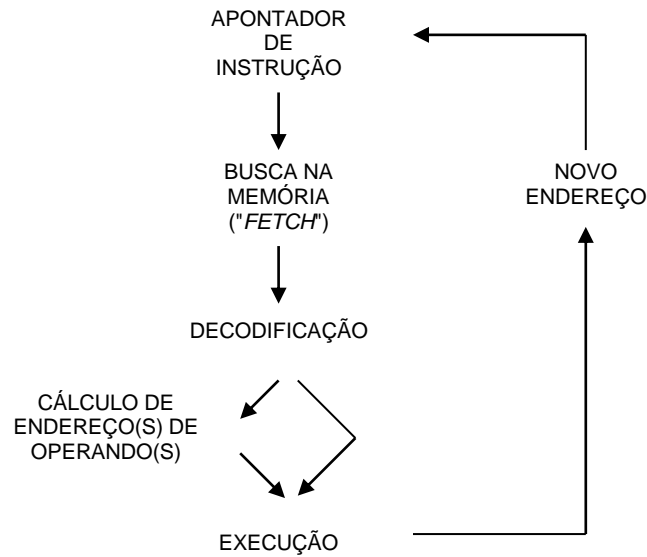 APONTADOR
DE
INSTRUÇÃO
BUSCA NA
MEMÓRIA
("FETCH")
NOVO
ENDEREÇO
DECODIFICAÇÃO
CÁLCULO DE
ENDEREÇO(S) DE
OPERANDO(S)
EXECUÇÃO